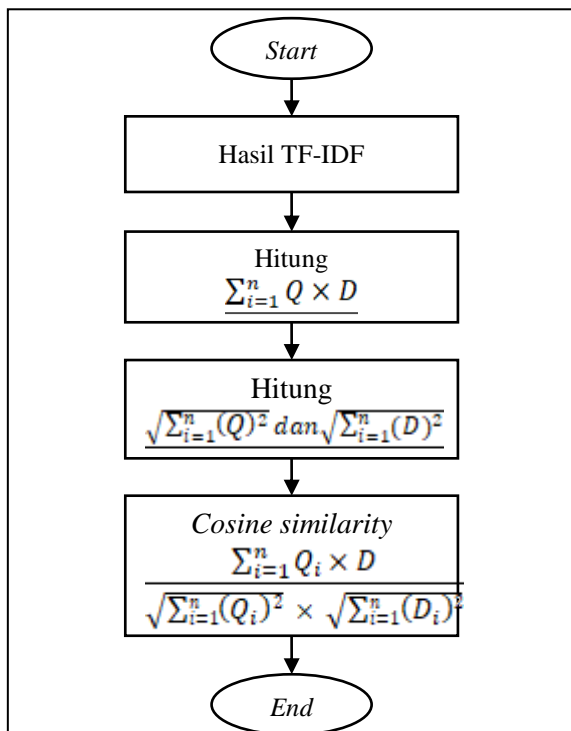 Start
Hasil TF-IDF
Hitung
∑ⁿᵢ₌₁ Q × D
Hitung
√∑ⁿᵢ₌₁(Q)² dan√∑ⁿᵢ₌₁(D)²
Cosine similarity
∑ⁿᵢ₌₁ Qᵢ × D
√∑ⁿᵢ₌₁(Qᵢ)² × √∑ⁿᵢ₌₁(Dᵢ)²
End